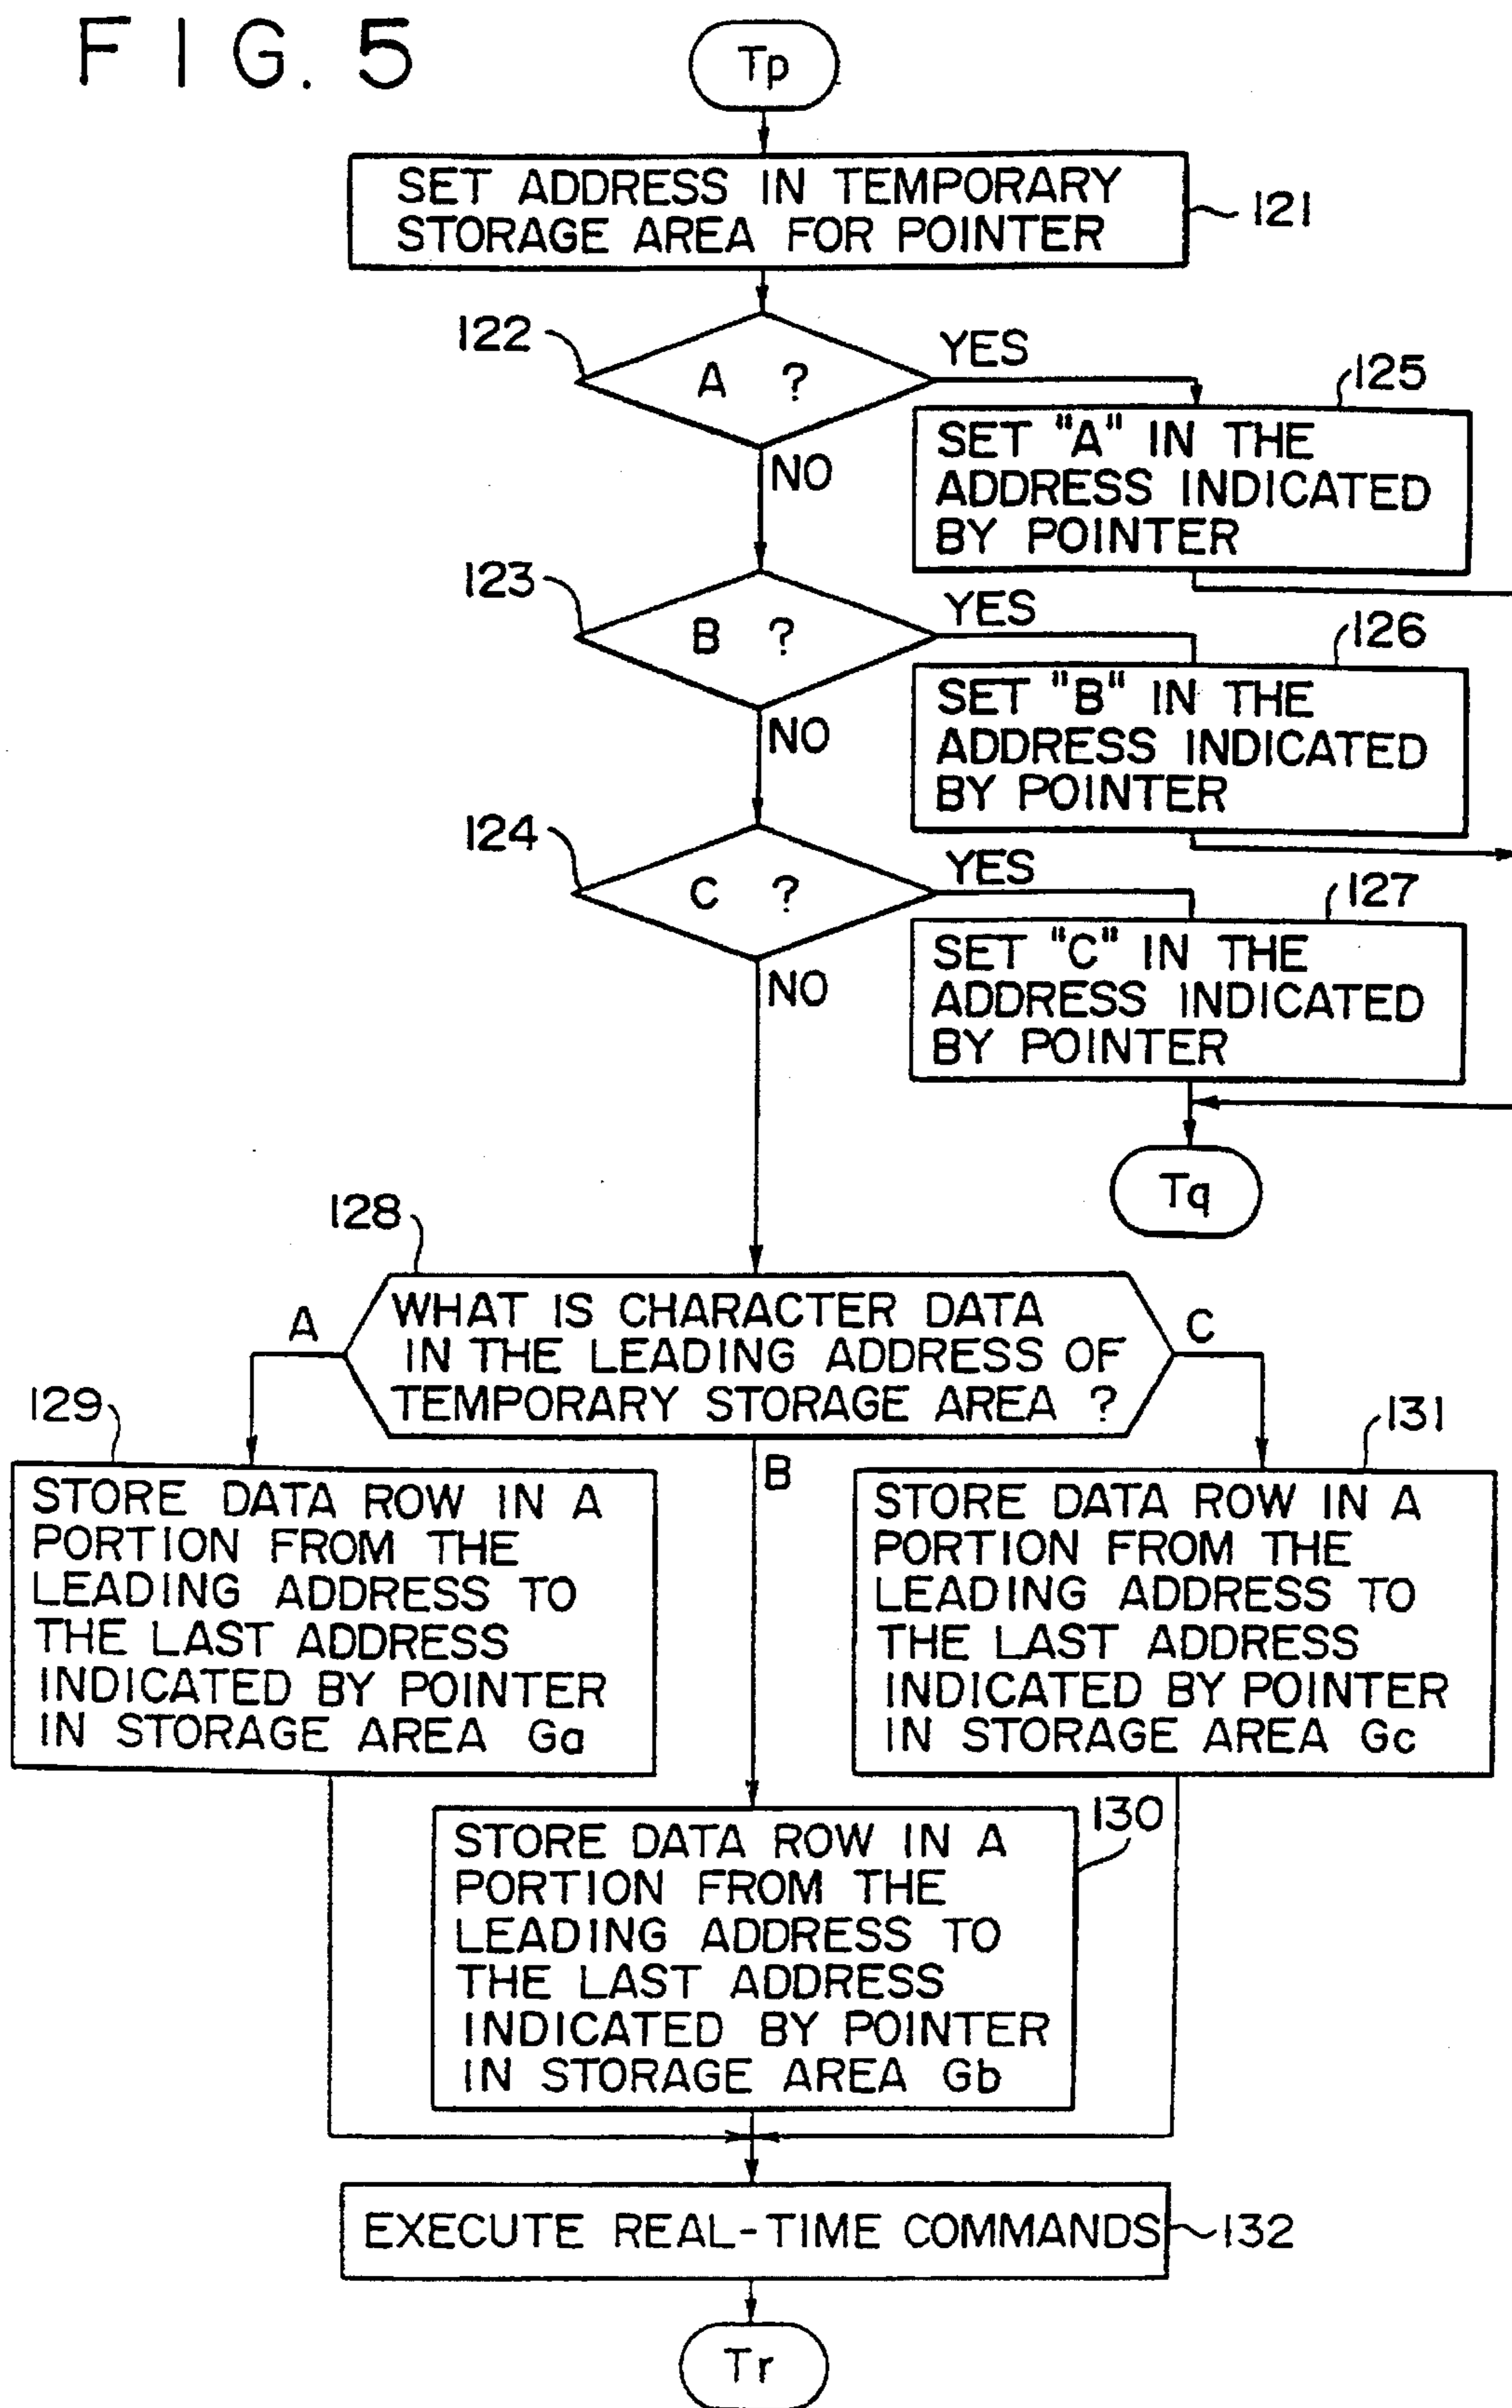 FIG. 5
Tp
SET ADDRESS IN TEMPORARY
STORAGE AREA FOR POINTER
121
122
A ?
YES
NO
125
SET "A" IN THE
ADDRESS INDICATED
BY POINTER
123
B ?
YES
NO
126
SET "B" IN THE
ADDRESS INDICATED
BY POINTER
124
C ?
YES
NO
127
SET "C" IN THE
ADDRESS INDICATED
BY POINTER
Tq
128
WHAT IS CHARACTER DATA
IN THE LEADING ADDRESS OF
TEMPORARY STORAGE AREA ?
A
B
C
129
STORE DATA ROW IN A
PORTION FROM THE
LEADING ADDRESS TO
THE LAST ADDRESS
INDICATED BY POINTER
IN STORAGE AREA Ga
131
STORE DATA ROW IN A
PORTION FROM THE
LEADING ADDRESS TO
THE LAST ADDRESS
INDICATED BY POINTER
IN STORAGE AREA Gc
130
STORE DATA ROW IN A
PORTION FROM THE
LEADING ADDRESS TO
THE LAST ADDRESS
INDICATED BY POINTER
IN STORAGE AREA Gb
EXECUTE REAL-TIME COMMANDS
132
Tr